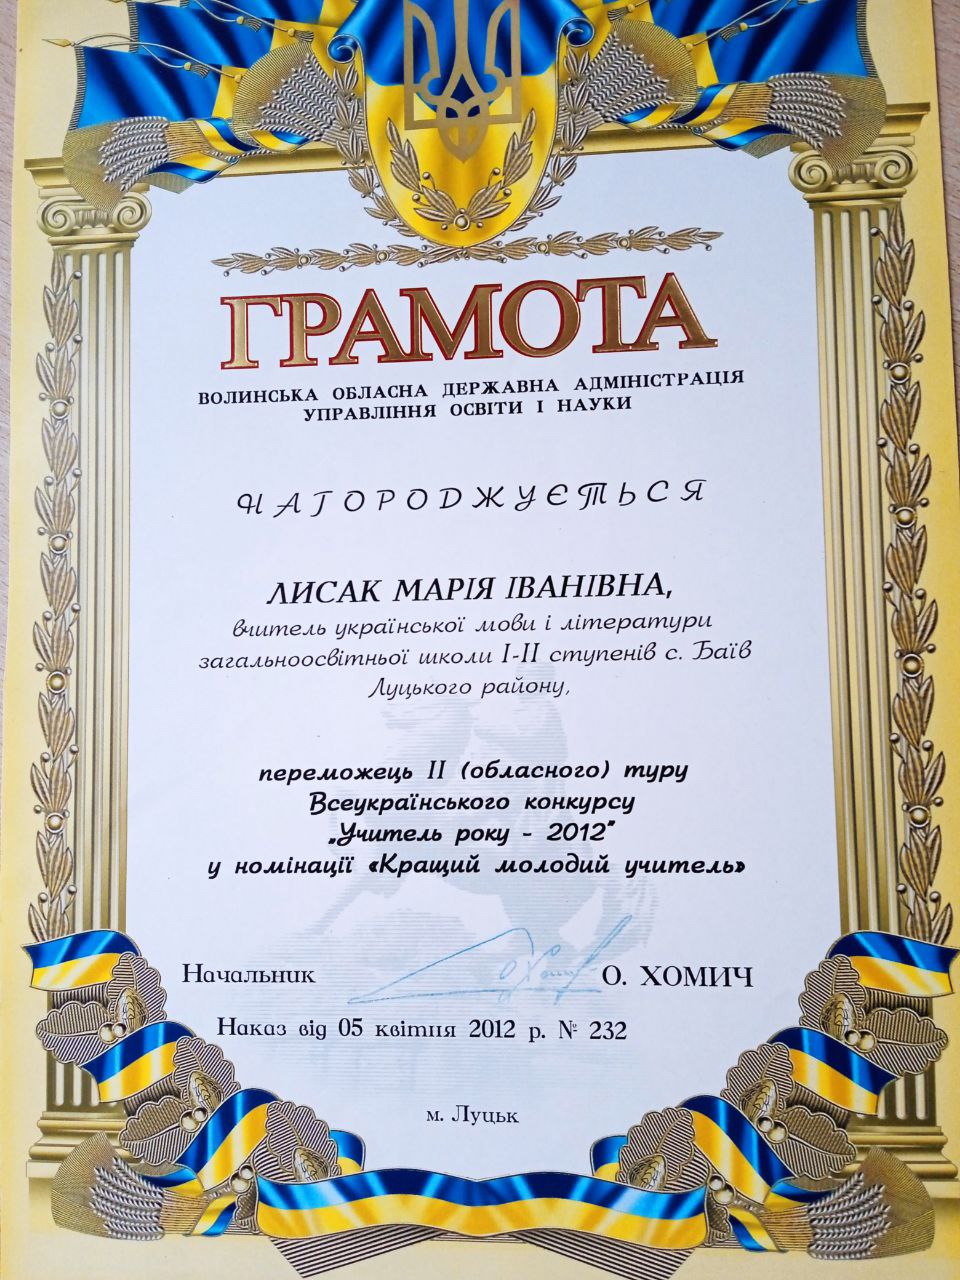 ГРАМОТА
ВОЛИНСЬКА ОБЛАСНА ДЕРЖАВНА АДМІНІСТРАЦІЯ
УПРАВЛІННЯ ОСВІТИ І НАУКИ
НАГОРОДЖУЄТЬСЯ
ЛИСАК МАРІЯ ІВАНІВНА,
вчитель української мови і літератури
загальноосвітньої школи І-ІІ ступенів с. Баїв
Луцького району,
переможець ІІ (обласного) туру
Всеукраїнського конкурсу
„Учитель року - 2012”
у номінації «Кращий молодий учитель»
Начальник О. ХОМИЧ
Наказ від 05 квітня 2012 р. № 232
м. Луцьк